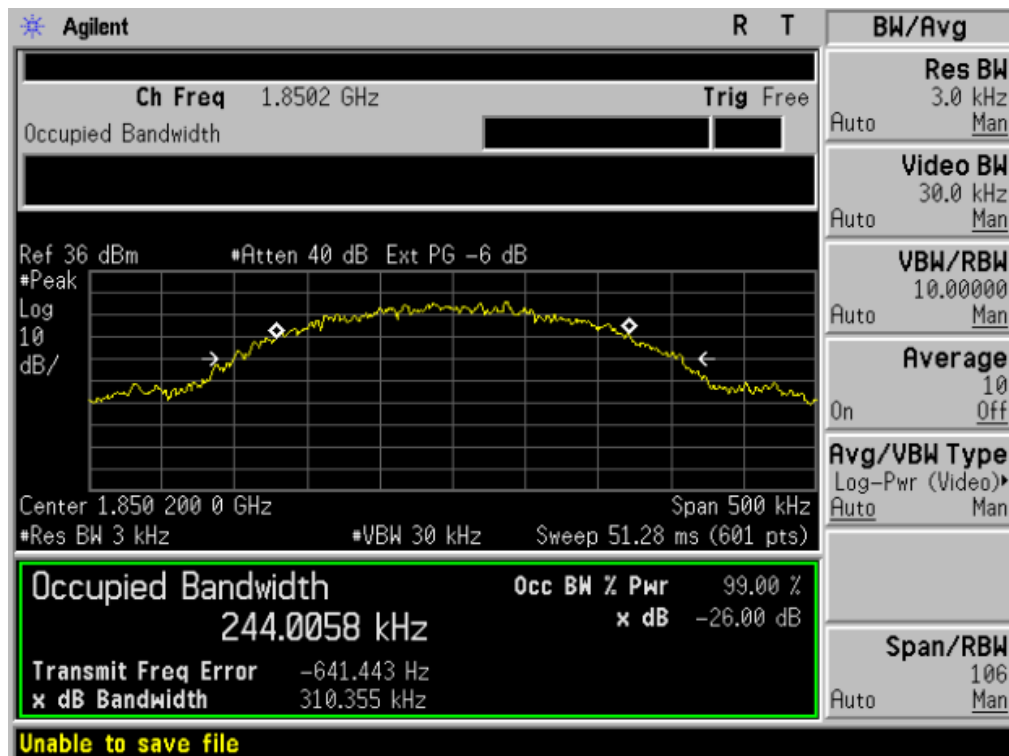 Agilent R T
Ch Freq 1.8502 GHz Trig Free
Occupied Bandwidth
Ref 36 dBm #Atten 40 dB Ext PG -6 dB
#Peak
Log
10
dB/
Center 1.850 200 0 GHz Span 500 kHz
#Res BW 3 kHz #VBW 30 kHz Sweep 51.28 ms (601 pts)
Occupied Bandwidth
244.0058 kHz
Occ BW % Pwr 99.00 %
x dB -26.00 dB
Transmit Freq Error -641.443 Hz
x dB Bandwidth 310.355 kHz
Unable to save file
BW/Avg
Res BW
3.0 kHz
Auto Man
Video BW
30.0 kHz
Auto Man
VBW/RBW
10.00000
Auto Man
Average
10
On Off
Avg/VBW Type
Log-Pwr (Video)▸
Auto Man
Span/RBW
106
Auto Man